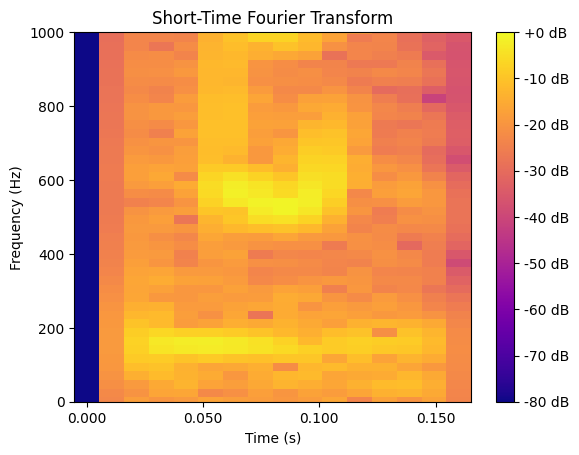 Short-Time Fourier Transform
1000
800
600
400
200
0
Frequency (Hz)
0.000
0.050
0.100
0.150
Time (s)
+0 dB
-10 dB
-20 dB
-30 dB
-40 dB
-50 dB
-60 dB
-70 dB
-80 dB